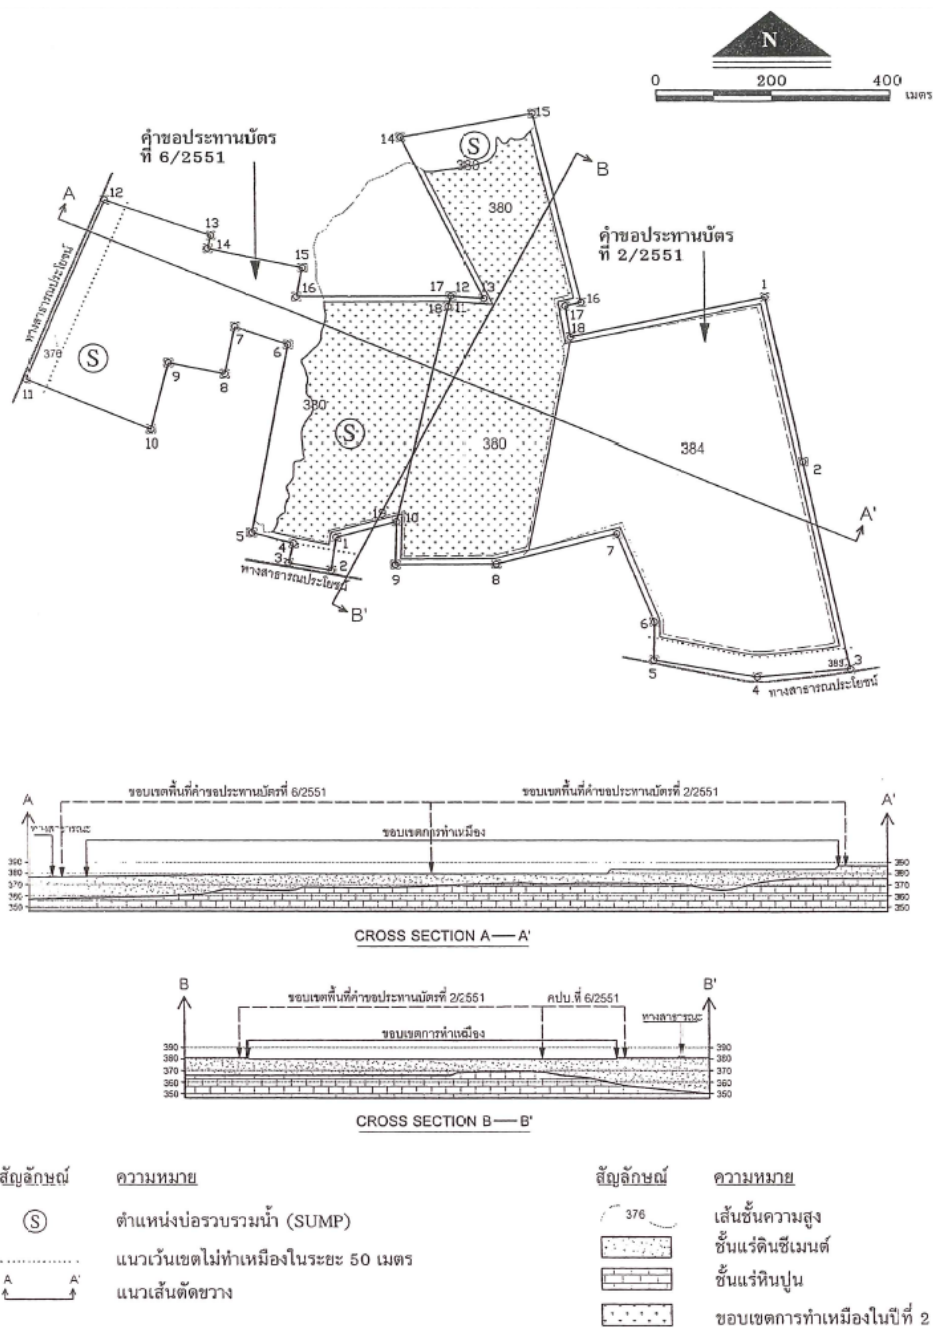 N
0 200 400
เมตร
คำขอประทานบัตร
ที่ 6/2551
15
14
S
380
B
A
12
13
14
380
คำขอประทานบัตร
ที่ 2/2551
15
16
17 12 13
18 11
16
17
18
1
ทางสาธารณประโยชน์
376
S
7
6
9
8
11
10
380
S
380
384
2
A'
19 10
5
4
1
3
2
ทางสาธารณประโยชน์
9
8
7
B'
6
5
4
3
ทางสาธารณประโยชน์
ขอบเขตพื้นที่คำขอประทานบัตรที่ 6/2551
ขอบเขตพื้นที่คำขอประทานบัตรที่ 2/2551
A
A'
ทางสาธารณะ
ขอบเขตการทำเหมือง
390 390
380 380
370 370
360 360
350 350
CROSS SECTION A — A'
B
B'
ขอบเขตพื้นที่คำขอประทานบัตรที่ 2/2551
คปบ.ที่ 6/2551
ทางสาธารณะ
ขอบเขตการทำเหมือง
390 390
380 380
370 370
360 360
350 350
CROSS SECTION B — B'
สัญลักษณ์ ความหมาย
S ตำแหน่งบ่อรวบรวมน้ำ (SUMP)
แนวเว้นเขตไม่ทำเหมืองในระยะ 50 เมตร
A A' แนวเส้นตัดขวาง
สัญลักษณ์ ความหมาย
376 เส้นชั้นความสูง
ชั้นแร่ดินซีเมนต์
ชั้นแร่หินปูน
ขอบเขตการทำเหมืองในปีที่ 2